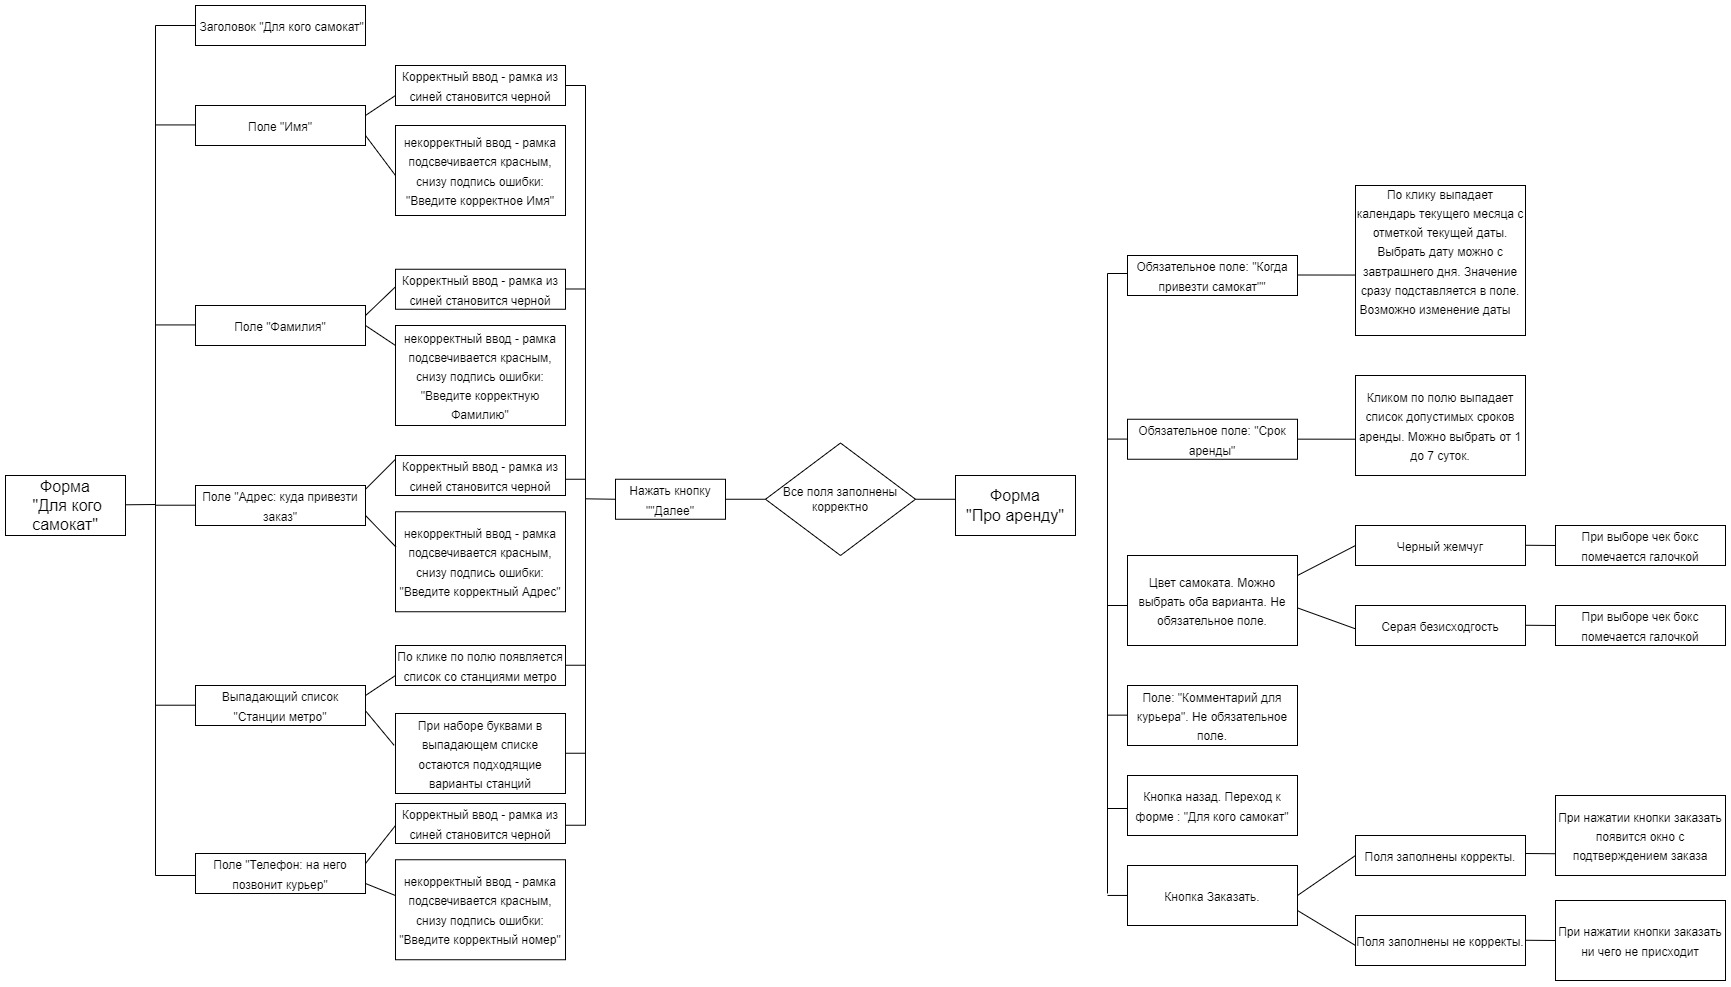 Форма
"Для кого
самокат"
Заголовок "Для кого самокат"
Поле "Имя"
Корректный ввод - рамка из
синей становится черной
некорректный ввод - рамка
подсвечивается красным,
снизу подпись ошибки:
"Введите корректное Имя"
Поле "Фамилия"
Корректный ввод - рамка из
синей становится черной
некорректный ввод - рамка
подсвечивается красным,
снизу подпись ошибки:
"Введите корректную
Фамилию"
Поле "Адрес: куда привезти
заказ"
Корректный ввод - рамка из
синей становится черной
некорректный ввод - рамка
подсвечивается красным,
снизу подпись ошибки:
"Введите корректный Адрес"
Выпадающий список
"Станции метро"
По клике по полю появляется
список со станциями метро
При наборе буквами в
выпадающем списке
остаются подходящие
варианты станций
Поле "Телефон: на него
позвонит курьер"
Корректный ввод - рамка из
синей становится черной
некорректный ввод - рамка
подсвечивается красным,
снизу подпись ошибки:
"Введите корректный номер"
Нажать кнопку
""Далее"
Все поля заполнены
корректно
Форма
"Про аренду"
Обязательное поле: "Когда
привезти самокат""
По клику выпадает
календарь текущего месяца с
отметкой текущей даты.
Выбрать дату можно с
завтрашнего дня. Значение
сразу подставляется в поле.
Возможно изменение даты
Обязательное поле: "Срок
аренды"
Кликом по полю выпадает
список допустимых сроков
аренды. Можно выбрать от 1
до 7 суток.
Цвет самоката. Можно
выбрать оба варианта. Не
обязательное поле.
Черный жемчуг
При выборе чек бокс
помечается галочкой
Серая безисходгость
При выборе чек бокс
помечается галочкой
Поле: "Комментарий для
курьера". Не обязательное
поле.
Кнопка назад. Переход к
форме : "Для кого самокат"
Кнопка Заказать.
Поля заполнены корректы.
При нажатии кнопки заказать
появится окно с
подтверждением заказа
Поля заполнены не корректы.
При нажатии кнопки заказать
ни чего не присходит